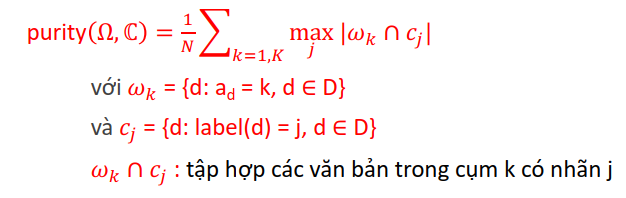 purity(Ω, ℂ) = 1/N ∑_{k=1,K} max_j |ω_k ∩ c_j|
với ω_k = {d: a_d = k, d ∈ D}
và c_j = {d: label(d) = j, d ∈ D}
ω_k ∩ c_j : tập hợp các văn bản trong cụm k có nhãn j